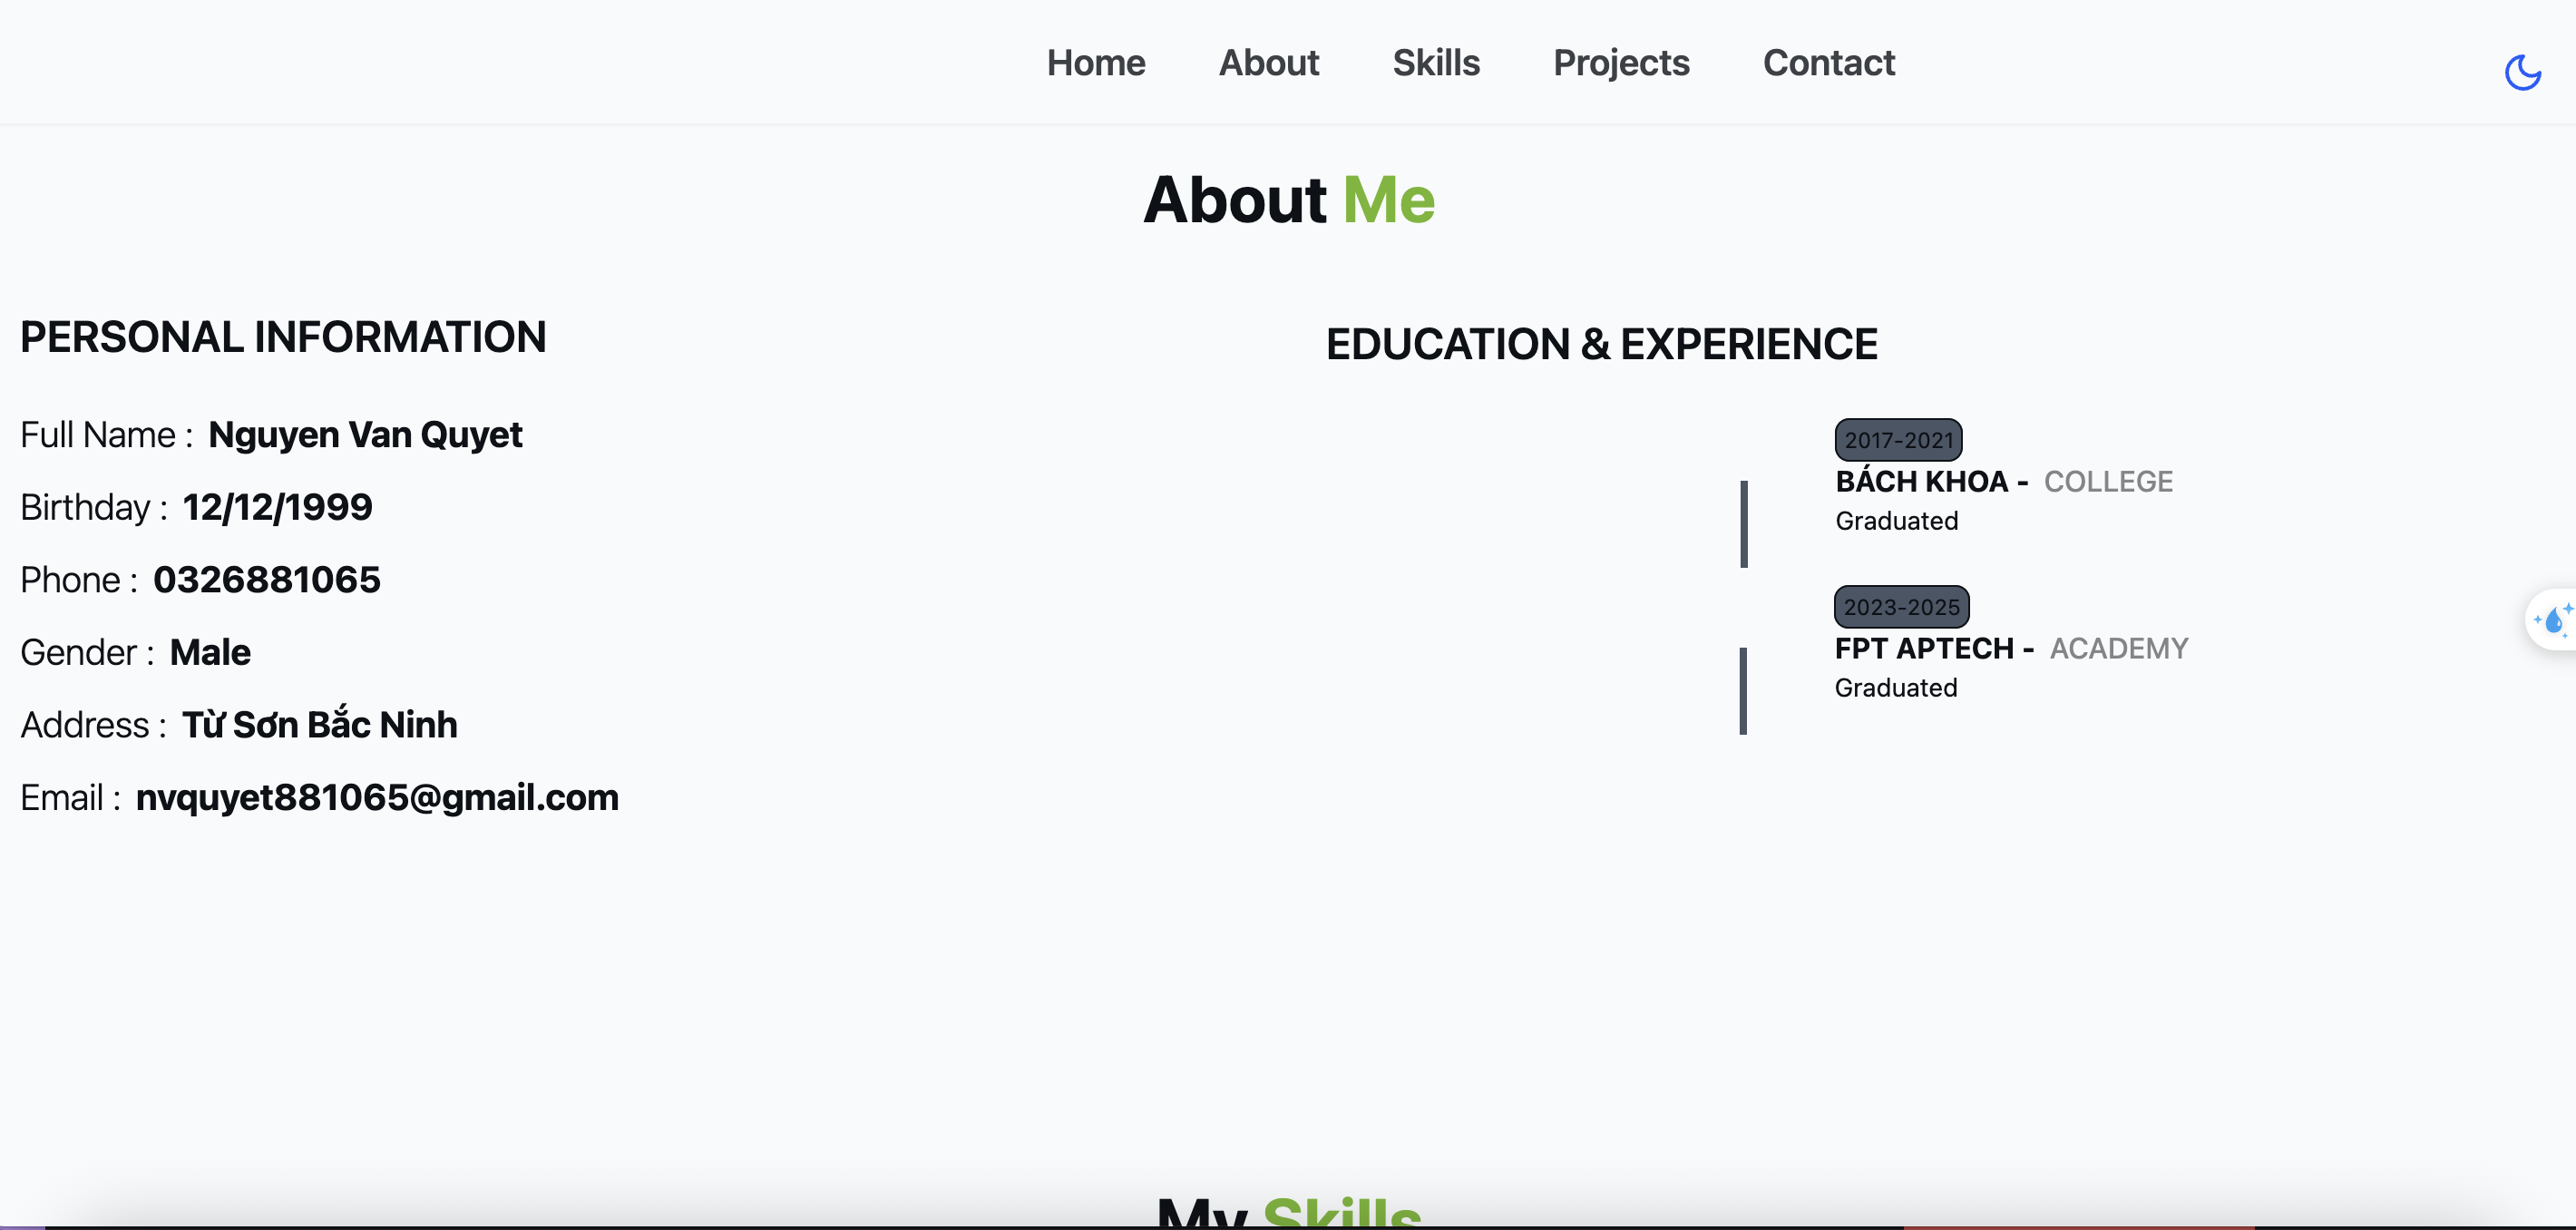 Home About Skills Projects Contact
About Me
PERSONAL INFORMATION
Full Name : Nguyen Van Quyet
Birthday : 12/12/1999
Phone : 0326881065
Gender : Male
Address : Từ Sơn Bắc Ninh
Email : nvquyet881065@gmail.com
EDUCATION & EXPERIENCE
2017-2021
BÁCH KHOA - COLLEGE
Graduated
2023-2025
FPT APTECH - ACADEMY
Graduated
My Skills